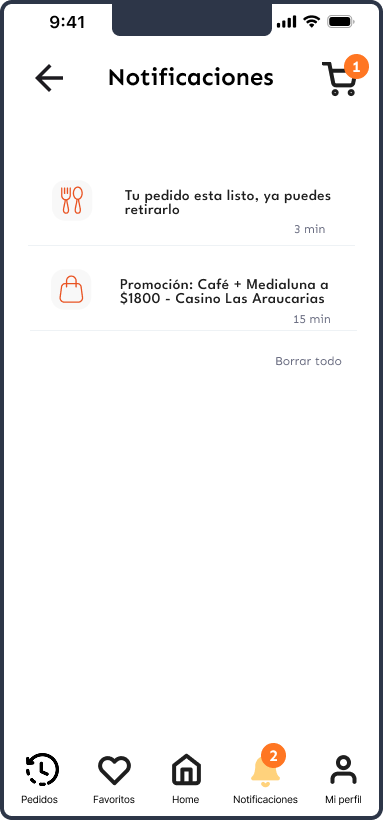 9:41
Notificaciones
1
Tu pedido esta listo, ya puedes
retirarlo
3 min
Promoción: Café + Medialuna a
$1800 - Casino Las Araucarias
15 min
Borrar todo
2
Pedidos
Favoritos
Home
Notificaciones
Mi perfil